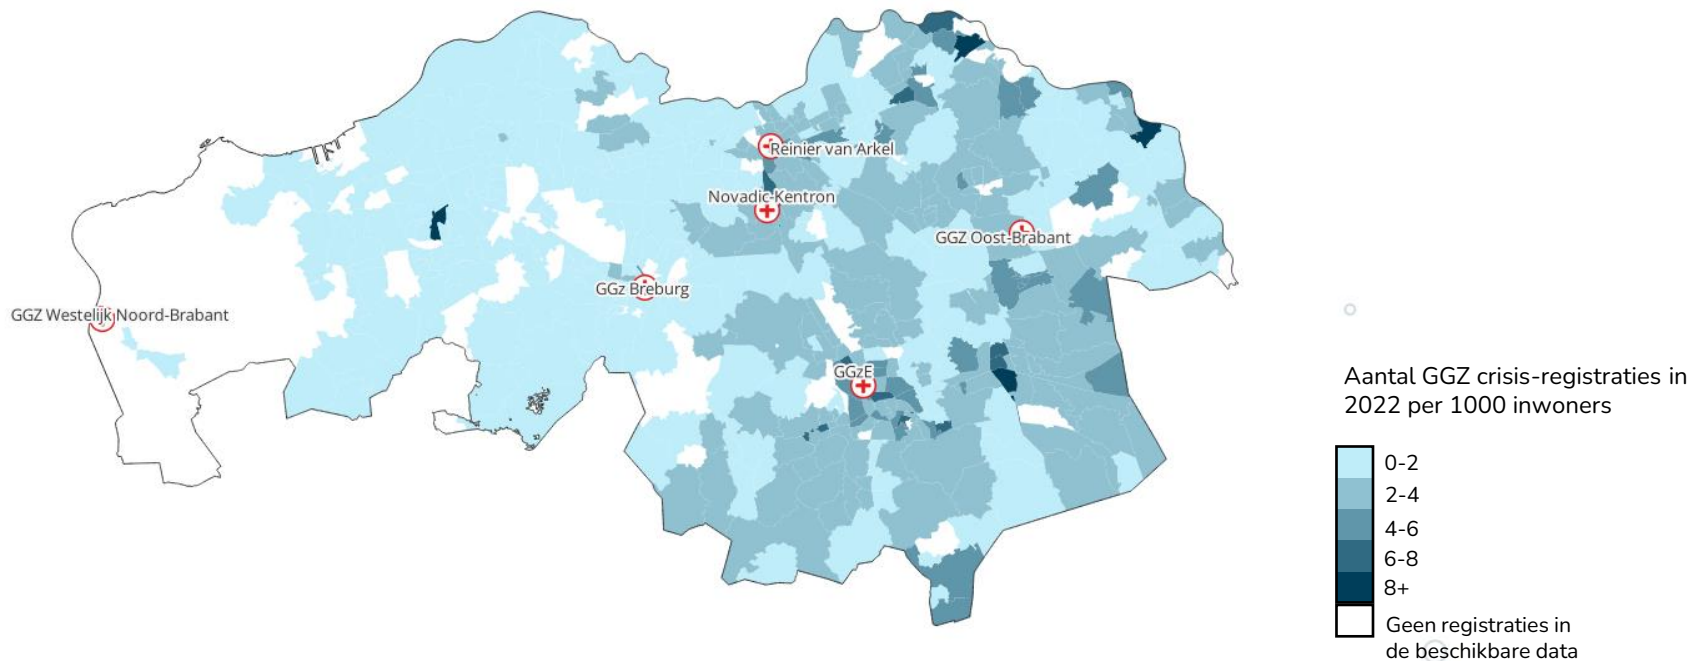 Reinier van Arkel
Novadic-Kentron
GGZ Oost-Brabant
GGz Breburg
GGZ Westelijk Noord-Brabant
GGzE
Aantal GGZ crisis-registraties in
2022 per 1000 inwoners
0-2
2-4
4-6
6-8
8+
Geen registraties in
de beschikbare data